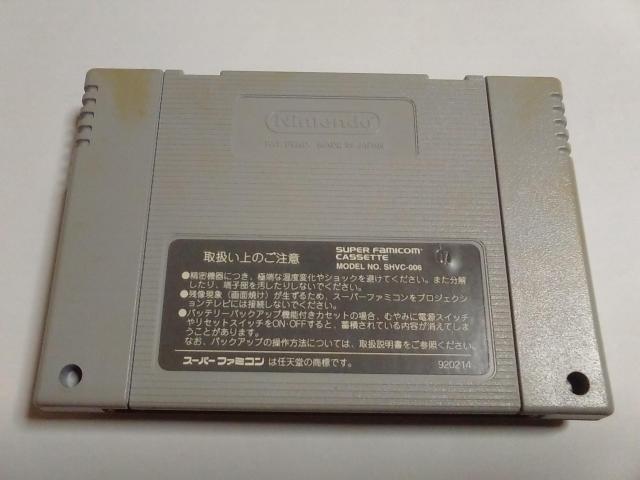 Nintendo
PAT. PEND. MADE IN JAPAN
取扱い上のご注意
SUPER FAMICOM
CASSETTE
MODEL NO. SHVC-006
●精密機器につき、極端な温度変化やショックを避けてください。また分解
したり、端子部を汚したりしないでください。
●残像現象（画面焼け）が生ずるため、スーパーファミコンをプロジェクシ
ョンテレビには接続しないでください。
●バッテリーバックアップ機能付きカセットの場合、むやみに電源スイッチ
やリセットスイッチをON・OFFすると、蓄積されている内容が消えてしま
うことがあります。
なお、バックアップの操作方法については、取扱説明書をご参照ください。
スーパーファミコン は任天堂の商標です。
920214